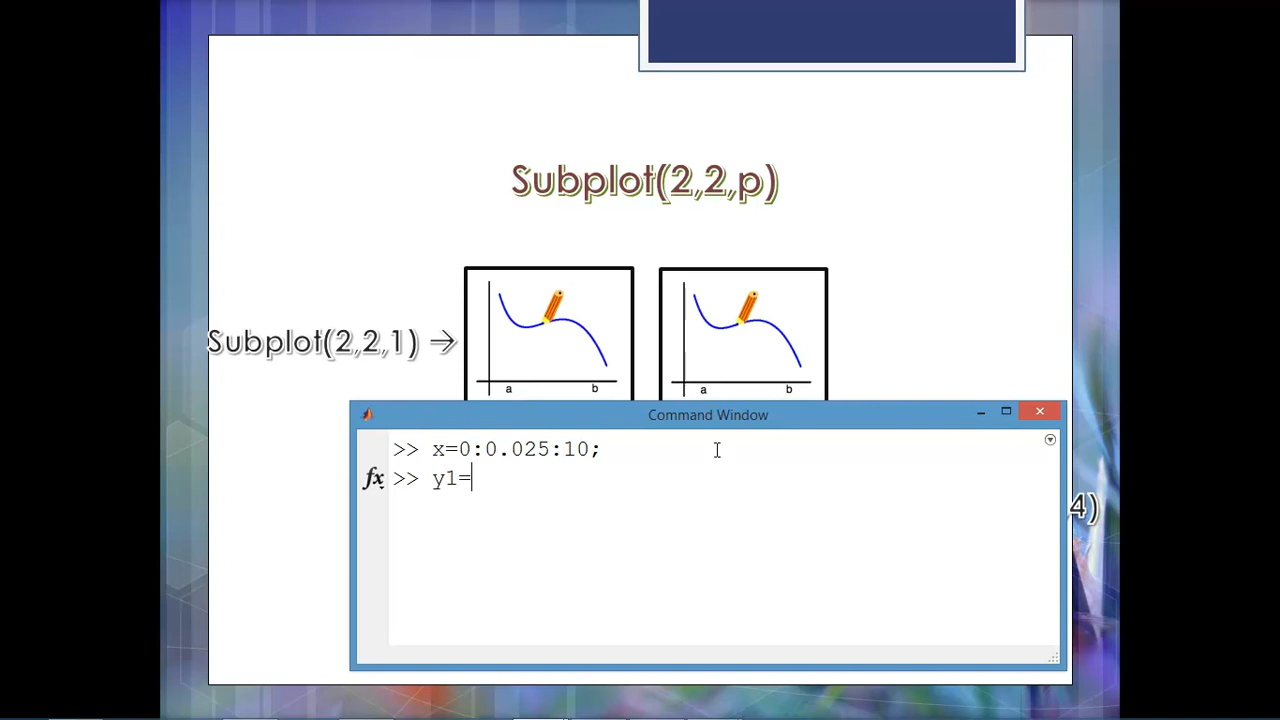 Subplot(2,2,p)
Subplot(2,2,1) →
a b
a b
Command Window
>> x=0:0.025:10;
fx >> y1=
4)